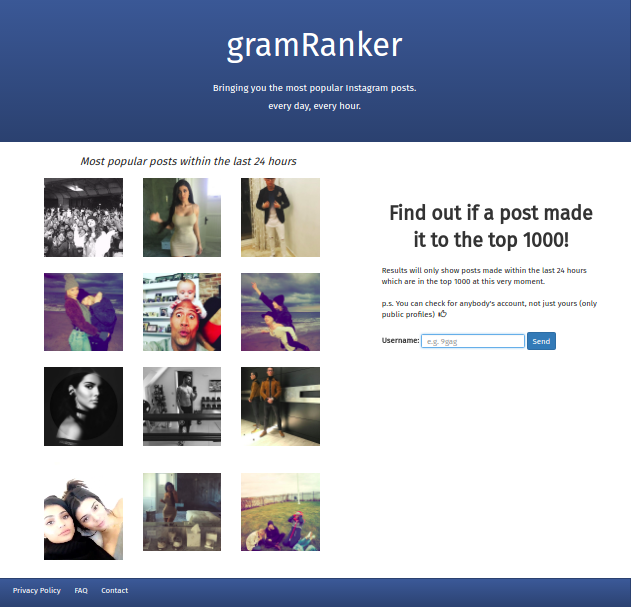 gramRanker
Bringing you the most popular Instagram posts.
every day, every hour.
Most popular posts within the last 24 hours
Find out if a post made
it to the top 1000!
Results will only show posts made within the last 24 hours
which are in the top 1000 at this very moment.
p.s. You can check for anybody's account, not just yours (only
public profiles)
Username: e.g. 9gag Send
Privacy Policy FAQ Contact